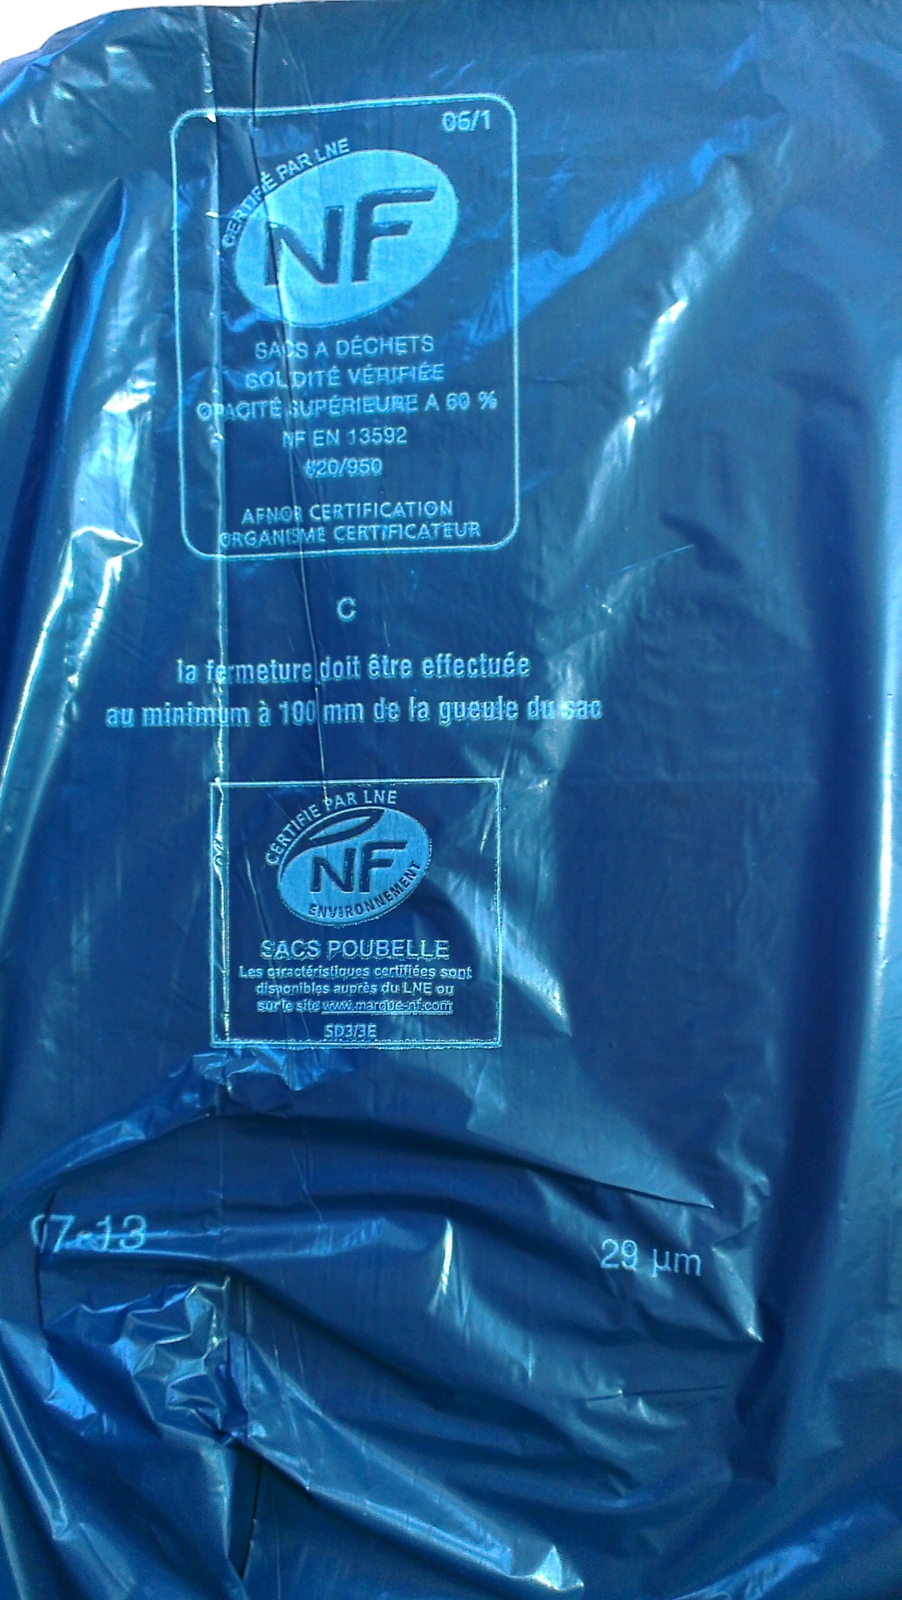 06/1
CERTIFIÉ PAR LNE
NF
SACS A DÉCHETS
SOLIDITÉ VÉRIFIÉE
OPACITÉ SUPÉRIEURE A 60 %
NF EN 13592
820/950
AFNOR CERTIFICATION
ORGANISME CERTIFICATEUR
C
la fermeture doit être effectuée
au minimum à 100 mm de la gueule du sac
CERTIFIÉ PAR LNE
NF
ENVIRONNEMENT
SACS POUBELLE
Les caractéristiques certifiées sont
disponibles auprès du LNE ou
sur le site www.marque-nf.com
SD3/3E
07-13
29 µm